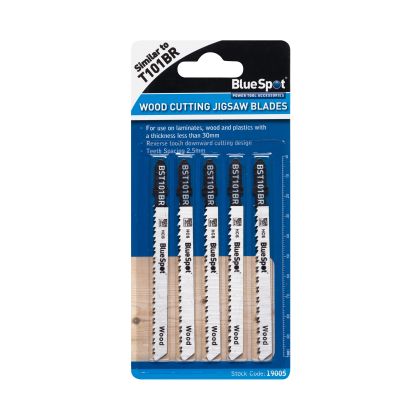 Similar to
T101BR
BlueSpot
POWER TOOL ACCESSORIES
WOOD CUTTING JIGSAW BLADES
• For use on laminates, wood and plastics with
a thickness less than 30mm
• Reverse tooth downward cutting design
• Teeth Spacing 2.5mm
BST101BR
BST101BR
BST101BR
BST101BR
BST101BR
HCS
HCS
HCS
HCS
HCS
BlueSpot
BlueSpot
BlueSpot
BlueSpot
BlueSpot
Wood
Wood
Wood
Wood
Wood
Stock Code: 19005